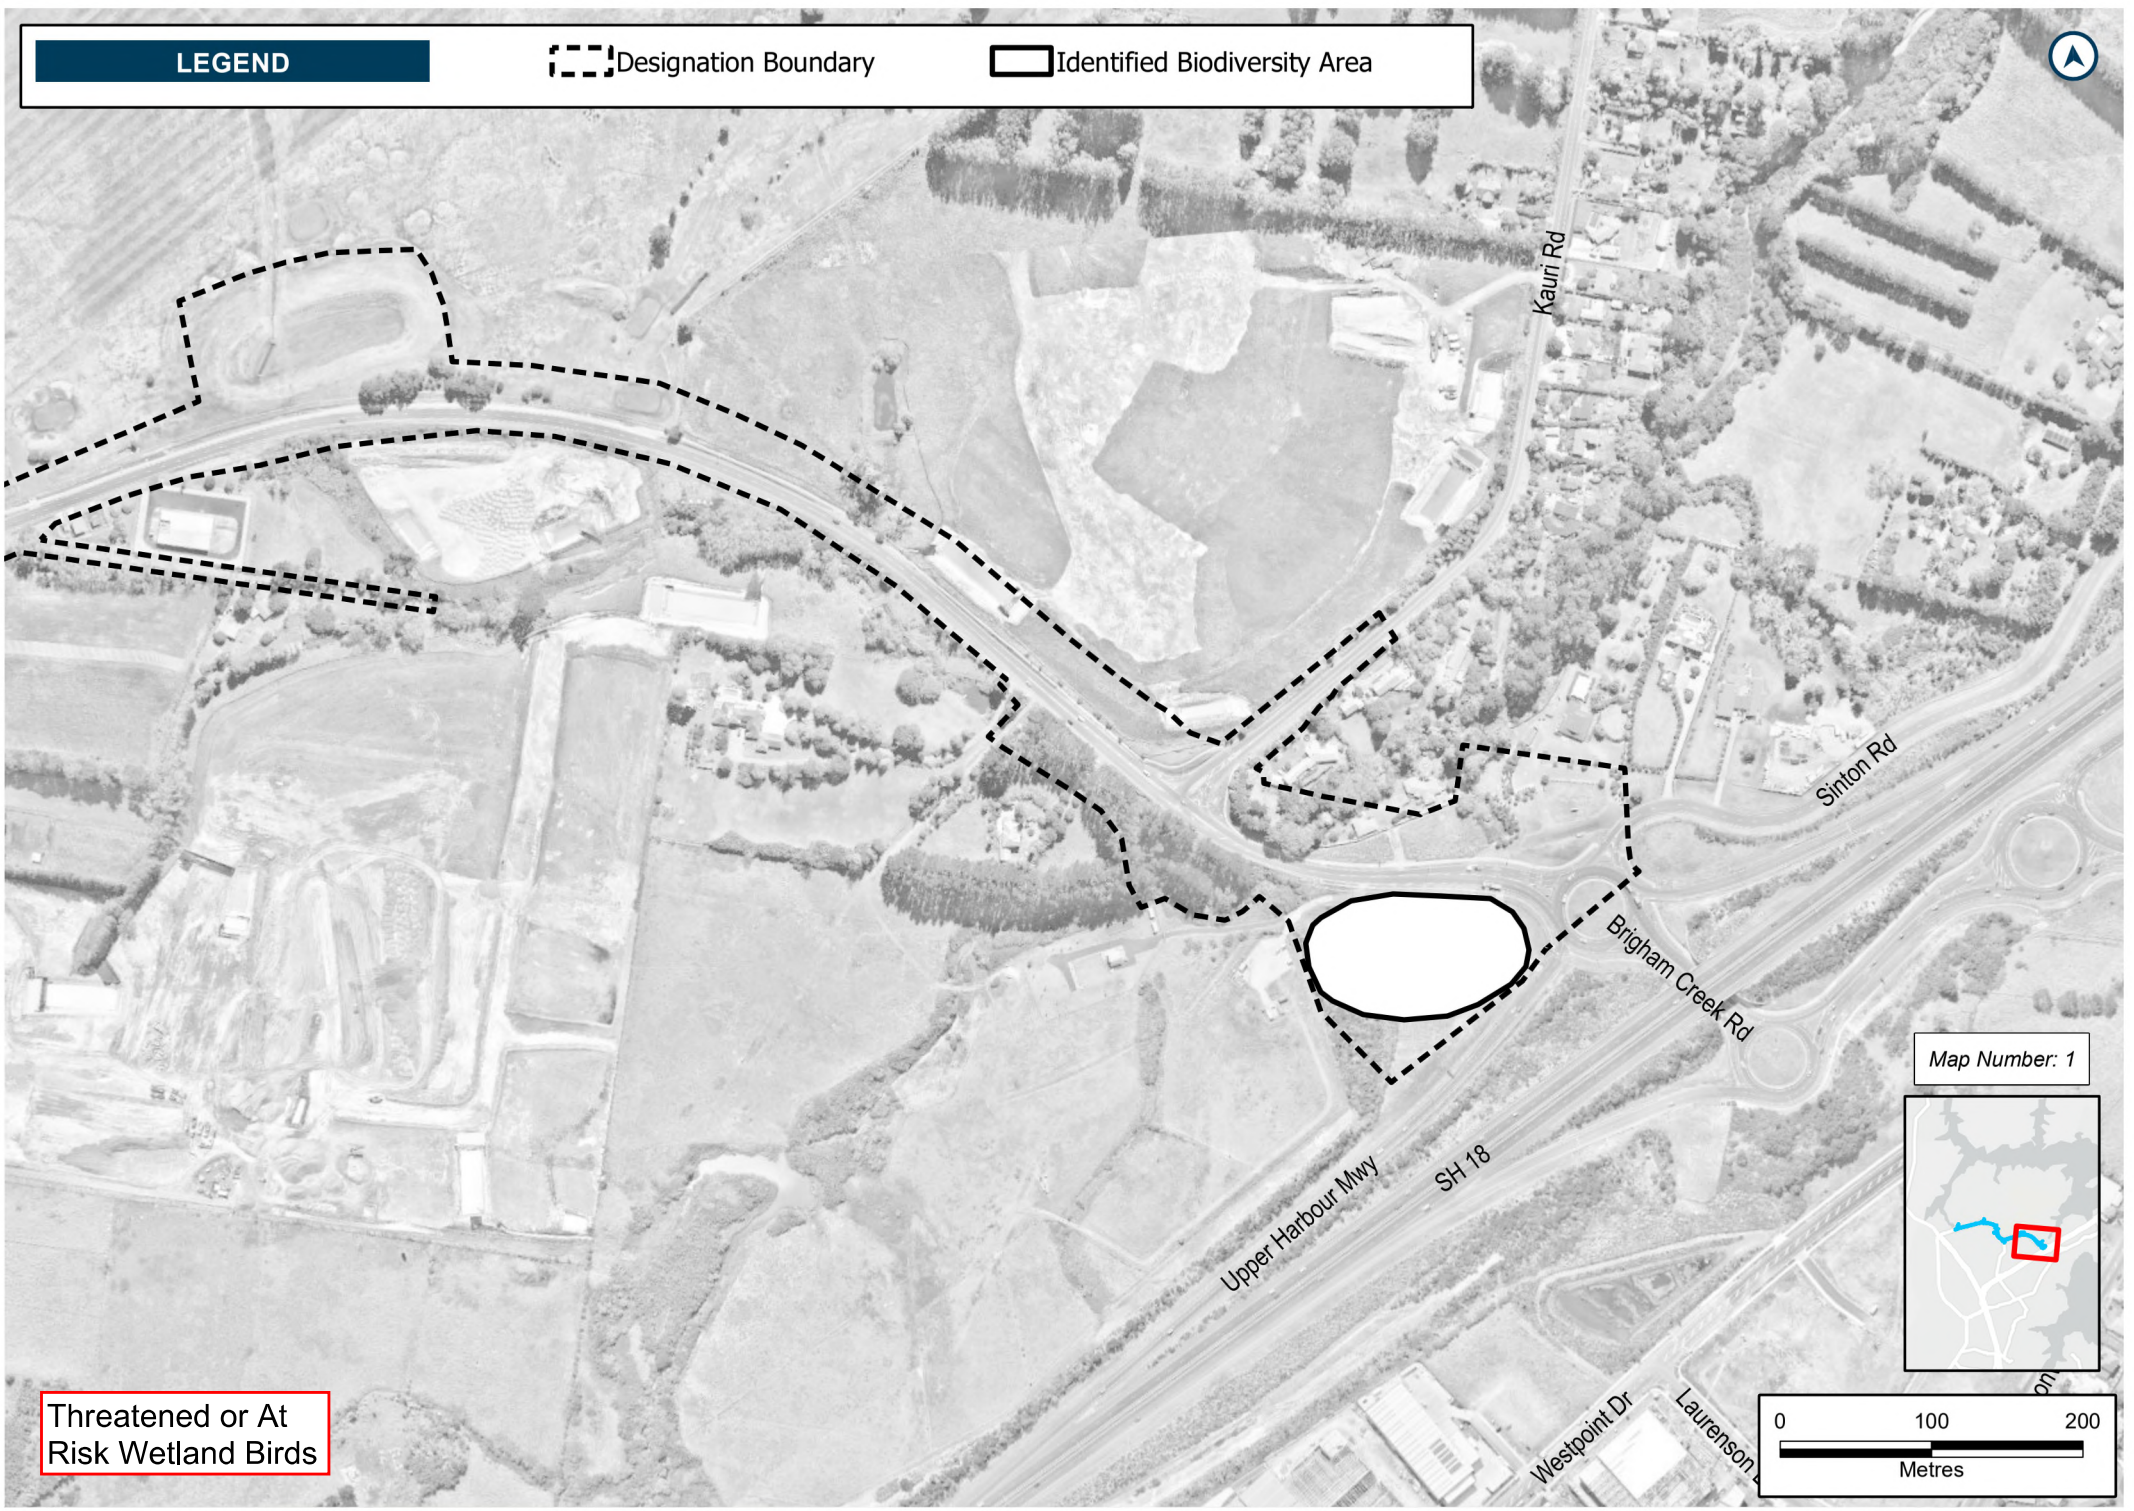 LEGEND
Designation Boundary
Identified Biodiversity Area
Kauri Rd
Sinton Rd
Brigham Creek Rd
Map Number: 1
SH 18
Upper Harbour Mwy
Westpoint Dr
Laurenson
Threatened or At
Risk Wetland Birds
0 100 200
Metres